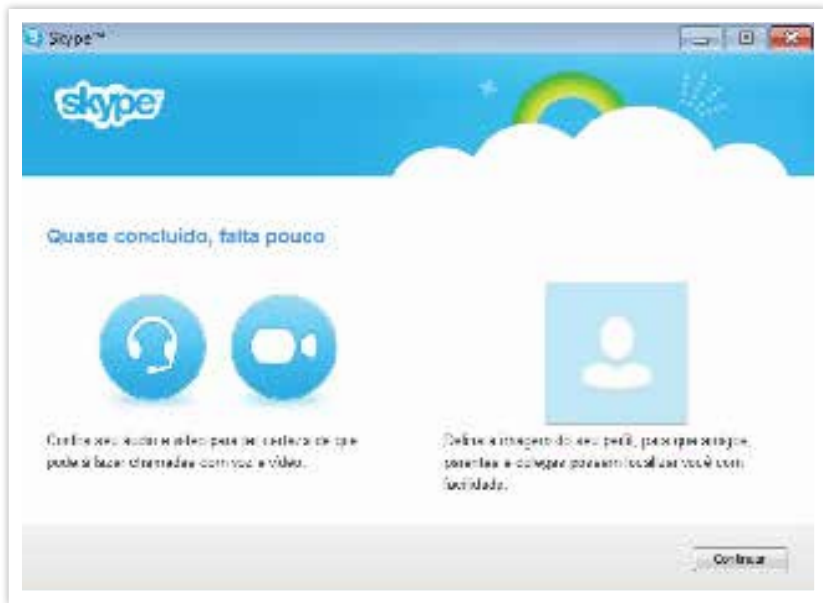 Skype™
skype
Quase concluído, falta pouco
Confira seu áudio e vídeo para ter certeza de que
poderá fazer chamadas com voz e vídeo.
Defina a imagem do seu perfil, para que amigos,
parentes e colegas possam localizar você com
facilidade.
Continuar